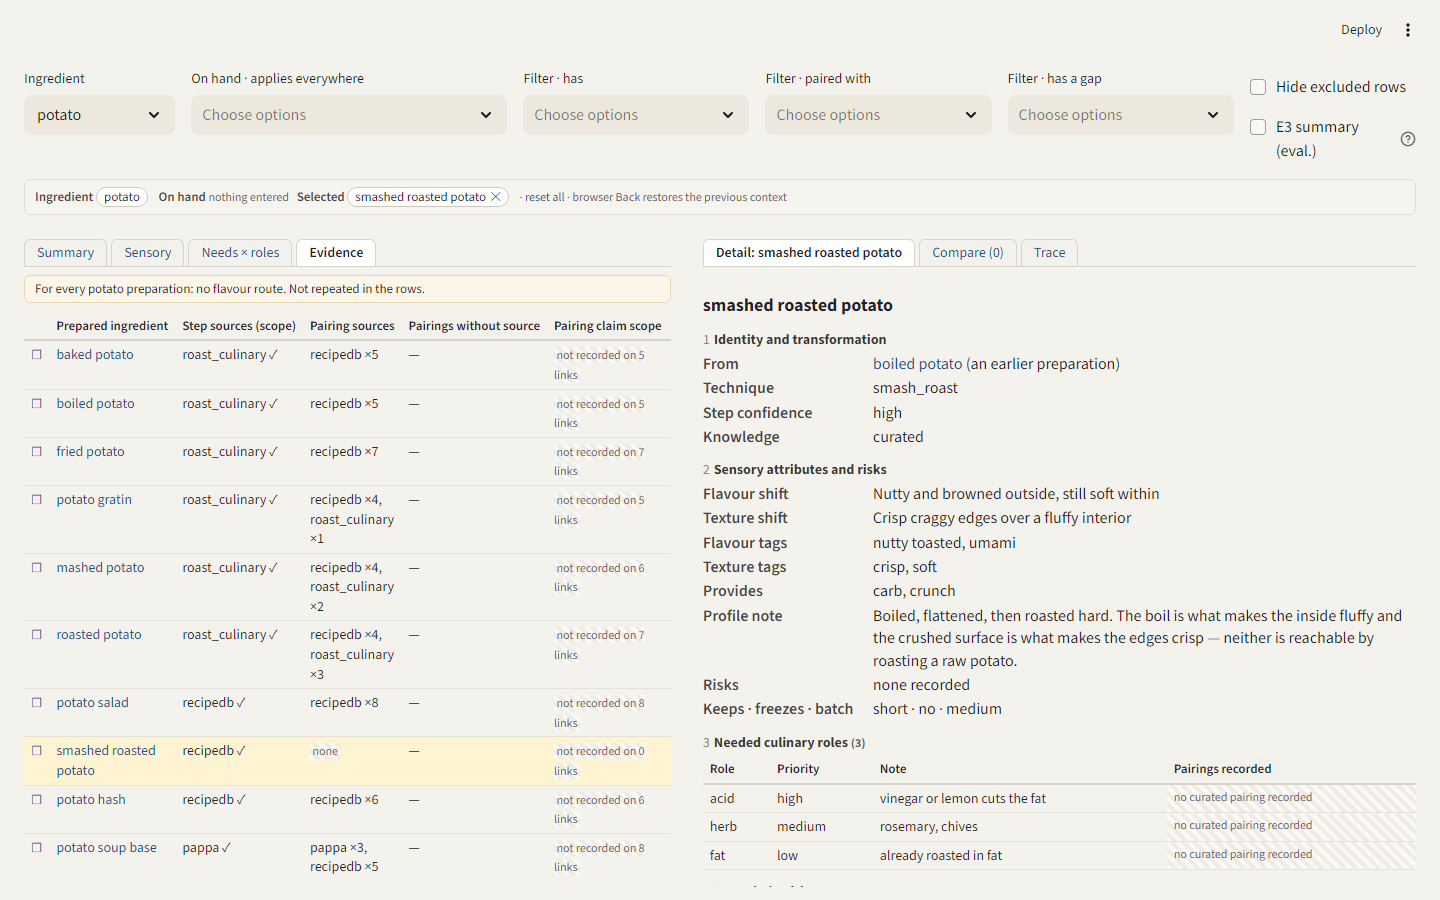 Deploy
Ingredient
On hand · applies everywhere
Filter · has
Filter · paired with
Filter · has a gap
potato
Choose options
Choose options
Choose options
Choose options
Hide excluded rows
E3 summary
(eval.)
Ingredient potato On hand nothing entered Selected smashed roasted potato · reset all · browser Back restores the previous context
Summary Sensory Needs × roles Evidence
For every potato preparation: no flavour route. Not repeated in the rows.
Prepared ingredient Step sources (scope) Pairing sources Pairings without source Pairing claim scope
baked potato roast_culinary ✓ recipedb ×5 — not recorded on 5
links
boiled potato roast_culinary ✓ recipedb ×5 — not recorded on 5
links
fried potato roast_culinary ✓ recipedb ×7 — not recorded on 7
links
potato gratin roast_culinary ✓ recipedb ×4, — not recorded on 5
roast_culinary links
×1
mashed potato roast_culinary ✓ recipedb ×4, — not recorded on 6
roast_culinary links
×2
roasted potato roast_culinary ✓ recipedb ×4, — not recorded on 7
roast_culinary links
×3
potato salad recipedb ✓ recipedb ×8 — not recorded on 8
links
smashed roasted recipedb ✓ none — not recorded on 0
potato links
potato hash recipedb ✓ recipedb ×6 — not recorded on 6
links
potato soup base pappa ✓ pappa ×3, — not recorded on 8
recipedb ×5 links
Detail: smashed roasted potato Compare (0) Trace
smashed roasted potato
1 Identity and transformation
From boiled potato (an earlier preparation)
Technique smash_roast
Step confidence high
Knowledge curated
2 Sensory attributes and risks
Flavour shift Nutty and browned outside, still soft within
Texture shift Crisp craggy edges over a fluffy interior
Flavour tags nutty toasted, umami
Texture tags crisp, soft
Provides carb, crunch
Profile note Boiled, flattened, then roasted hard. The boil is what makes the inside fluffy and
the crushed surface is what makes the edges crisp — neither is reachable by
roasting a raw potato.
Risks none recorded
Keeps · freezes · batch short · no · medium
3 Needed culinary roles (3)
Role Priority Note Pairings recorded
acid high vinegar or lemon cuts the fat no curated pairing recorded
herb medium rosemary, chives no curated pairing recorded
fat low already roasted in fat no curated pairing recorded